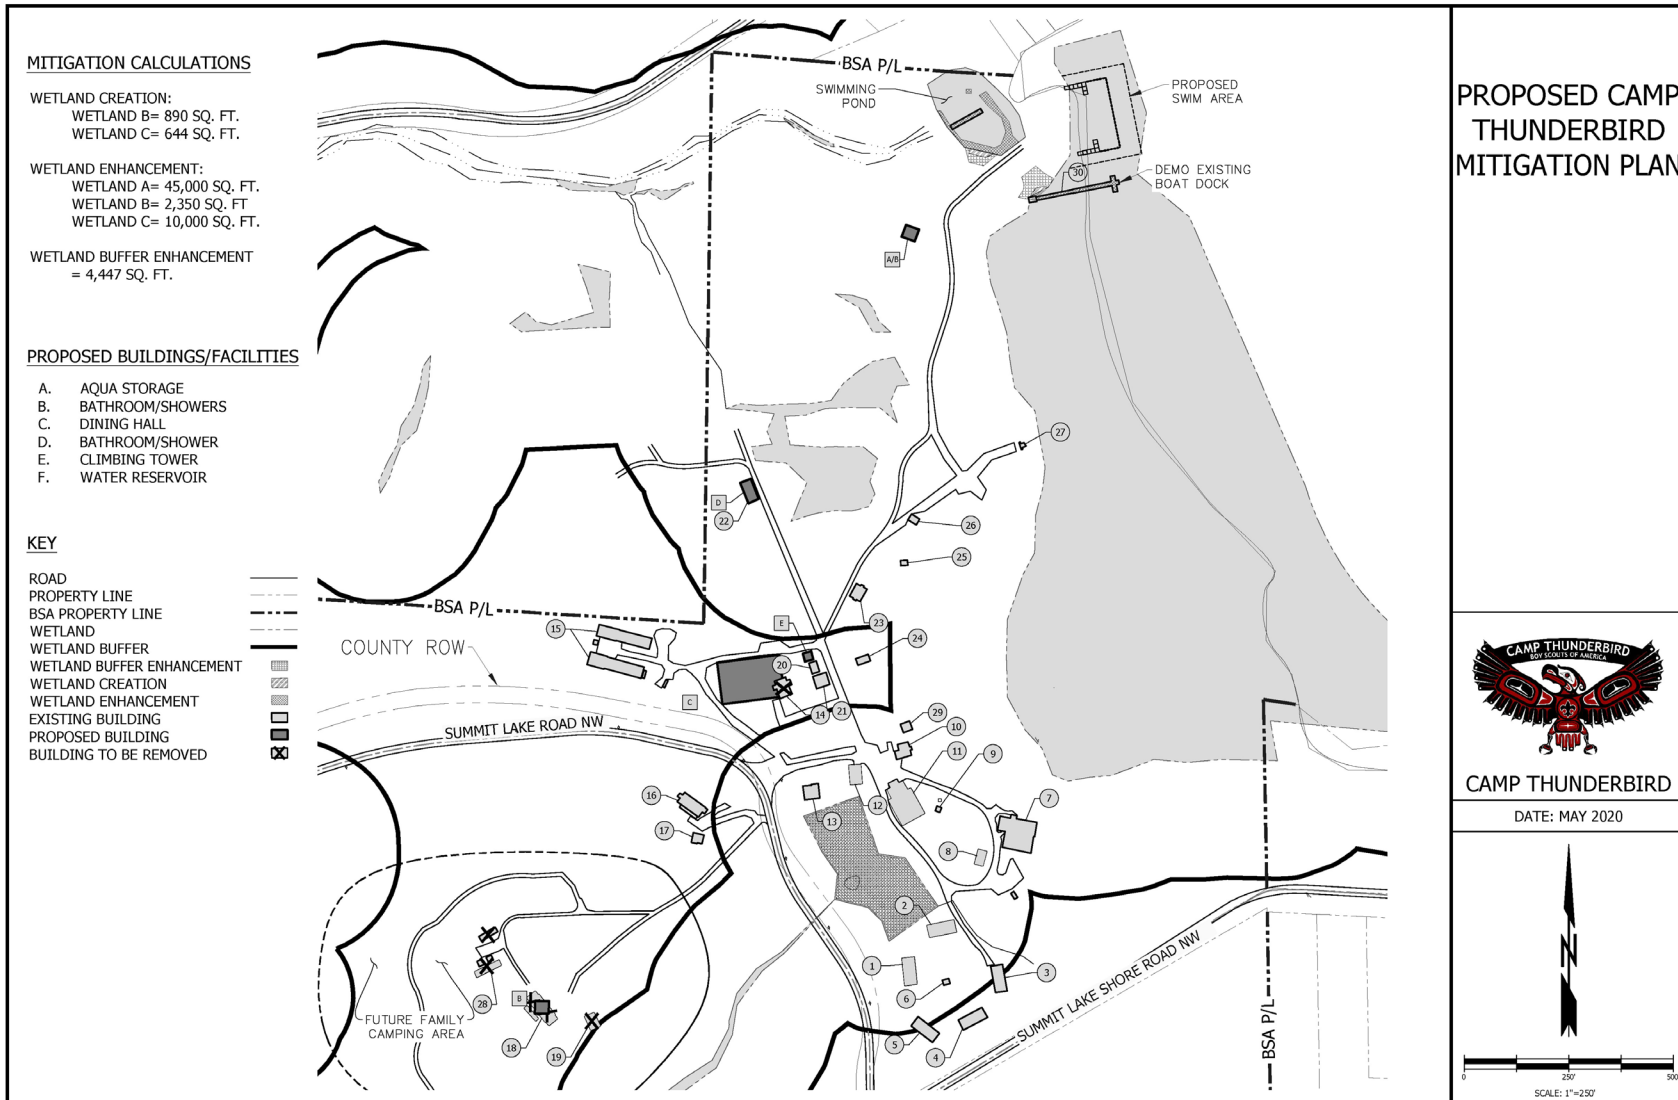 MITIGATION CALCULATIONS
WETLAND CREATION:
WETLAND B= 890 SQ. FT.
WETLAND C= 644 SQ. FT.
WETLAND ENHANCEMENT:
WETLAND A= 45,000 SQ. FT.
WETLAND B= 2,350 SQ. FT
WETLAND C= 10,000 SQ. FT.
WETLAND BUFFER ENHANCEMENT
= 4,447 SQ. FT.
PROPOSED BUILDINGS/FACILITIES
A. AQUA STORAGE
B. BATHROOM/SHOWERS
C. DINING HALL
D. BATHROOM/SHOWER
E. CLIMBING TOWER
F. WATER RESERVOIR
KEY
ROAD
PROPERTY LINE
BSA PROPERTY LINE
WETLAND
WETLAND BUFFER
WETLAND BUFFER ENHANCEMENT
WETLAND CREATION
WETLAND ENHANCEMENT
EXISTING BUILDING
PROPOSED BUILDING
BUILDING TO BE REMOVED
BSA P/L
SWIMMING
POND
PROPOSED
SWIM AREA
DEMO EXISTING
BOAT DOCK
30
A/B
27
D
22
26
25
BSA P/L
15
E
23
24
COUNTY ROW
20
C
14
21
SUMMIT LAKE ROAD NW
29
10
11
9
16
12
7
13
17
8
2
1
3
6
28
B
FUTURE FAMILY
CAMPING AREA
18
19
5
4
SUMMIT LAKE SHORE ROAD NW
BSA P/L
PROPOSED CAMP
THUNDERBIRD
MITIGATION PLAN
CAMP THUNDERBIRD
BOY SCOUTS OF AMERICA
CAMP THUNDERBIRD
DATE: MAY 2020
N
0 250' 500
SCALE: 1"=250'